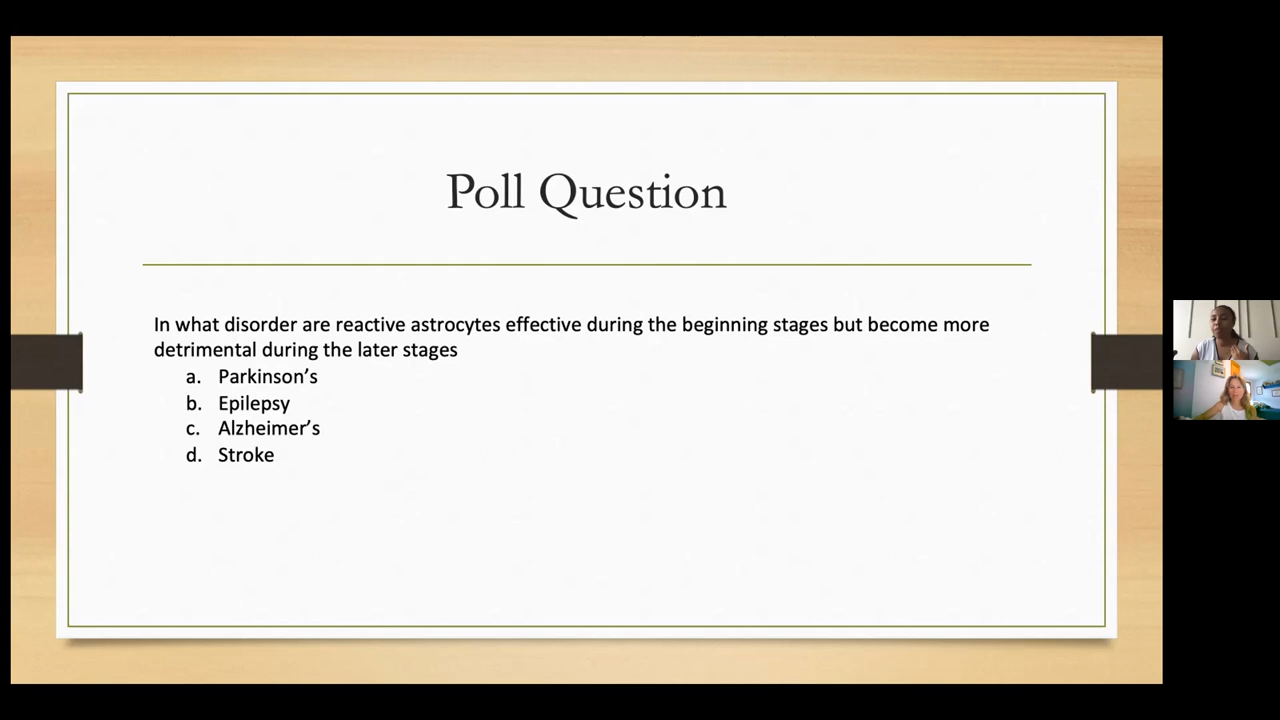 Poll Question
In what disorder are reactive astrocytes effective during the beginning stages but become more
detrimental during the later stages
a. Parkinson’s
b. Epilepsy
c. Alzheimer’s
d. Stroke